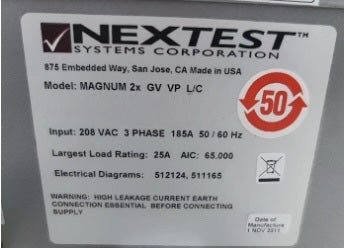 NEXTEST™
SYSTEMS CORPORATION
875 Embedded Way, San Jose, CA Made in USA
Model: MAGNUM 2x GV VP L/C
50
Input: 208 VAC 3 PHASE 185A 50 / 60 Hz
Largest Load Rating: 25A AIC: 65.000
Electrical Diagrams: 512124, 511165
WARNING: HIGH LEAKAGE CURRENT EARTH
CONNECTION ESSENTIAL BEFORE CONNECTING
SUPPLY
Date of
Manufacture
1 NOV 2011